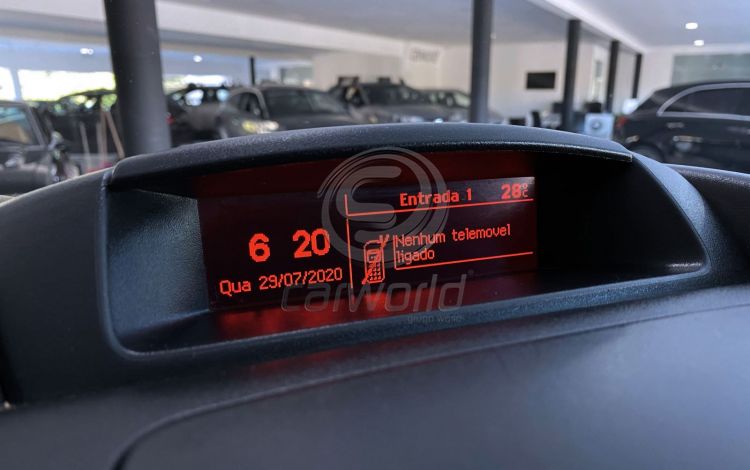 Entrada 1 28°C
6 20
Nenhum telemovel
ligado
Qua 29/07/2020
carworld